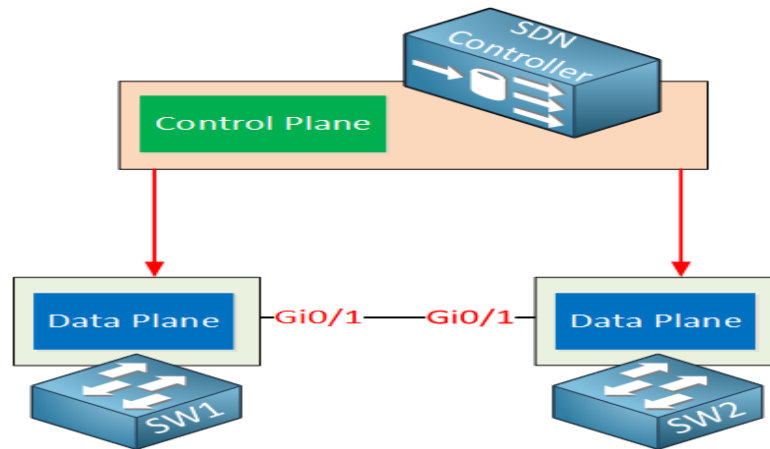 SDN
Controller
Control Plane
Data Plane
Gi0/1
Gi0/1
Data Plane
SW1
SW2